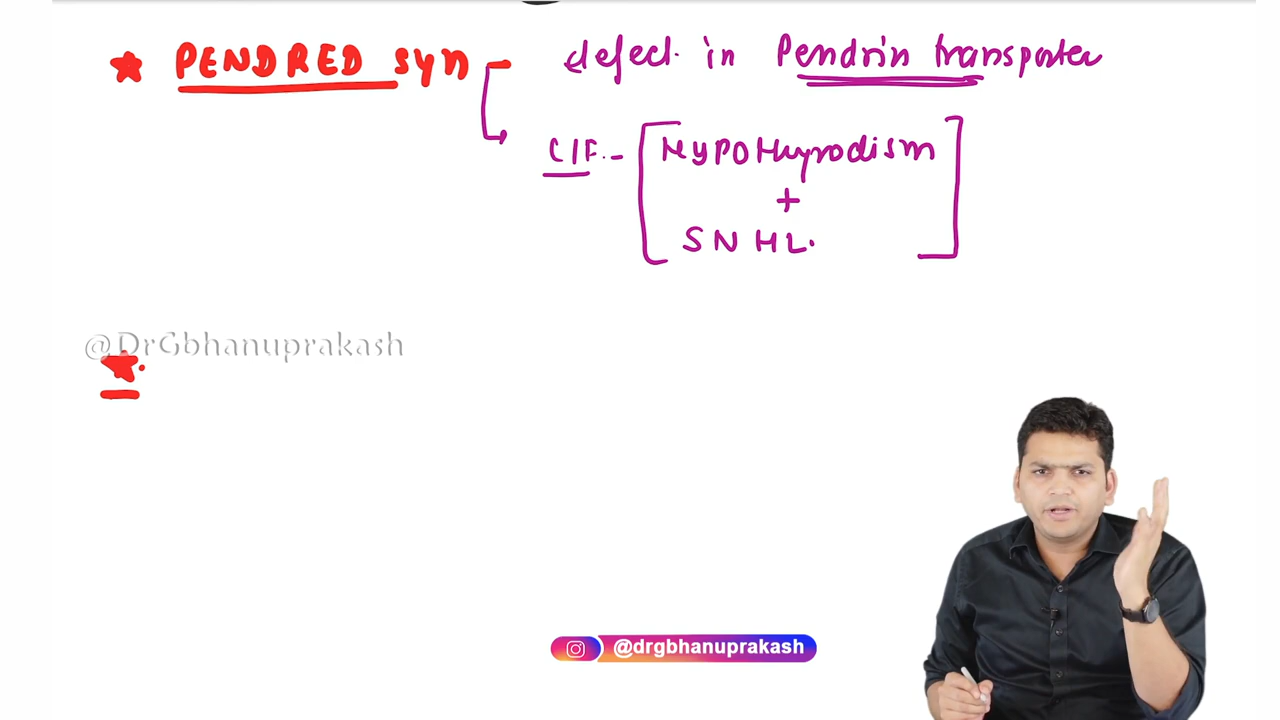 PENDRED syn
defect in Pendrin transporter
C/F. - HYPOThyrodism
+
SNHL.
@DrGbhanuprakash
@drgbhanuprakash